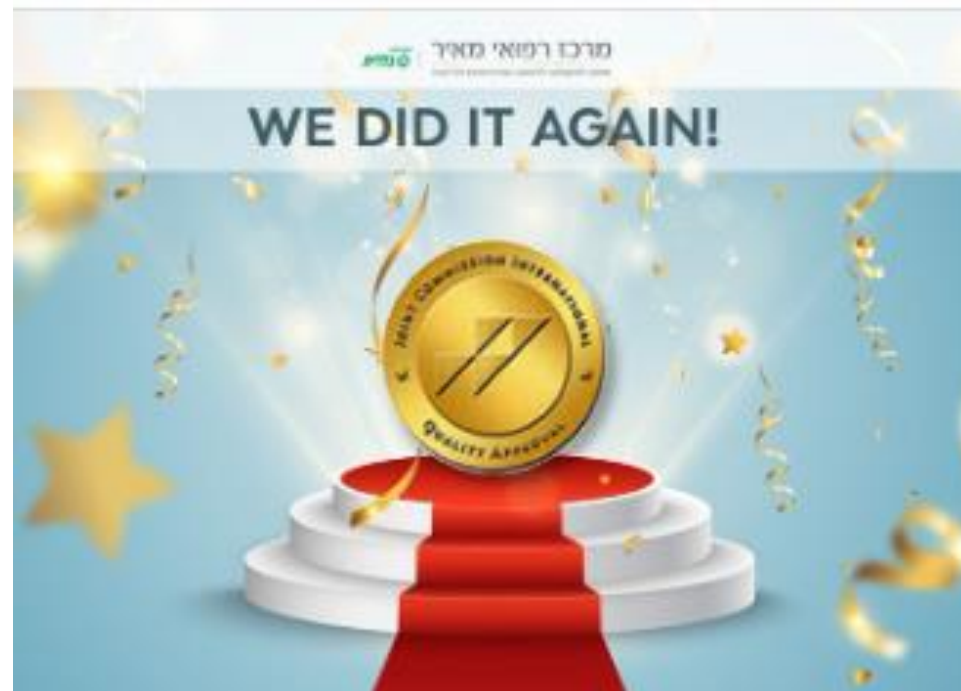 מרכז רפואי מאיר
WE DID IT AGAIN!
JOINT COMMISSION INTERNATIONAL
QUALITY APPROVAL